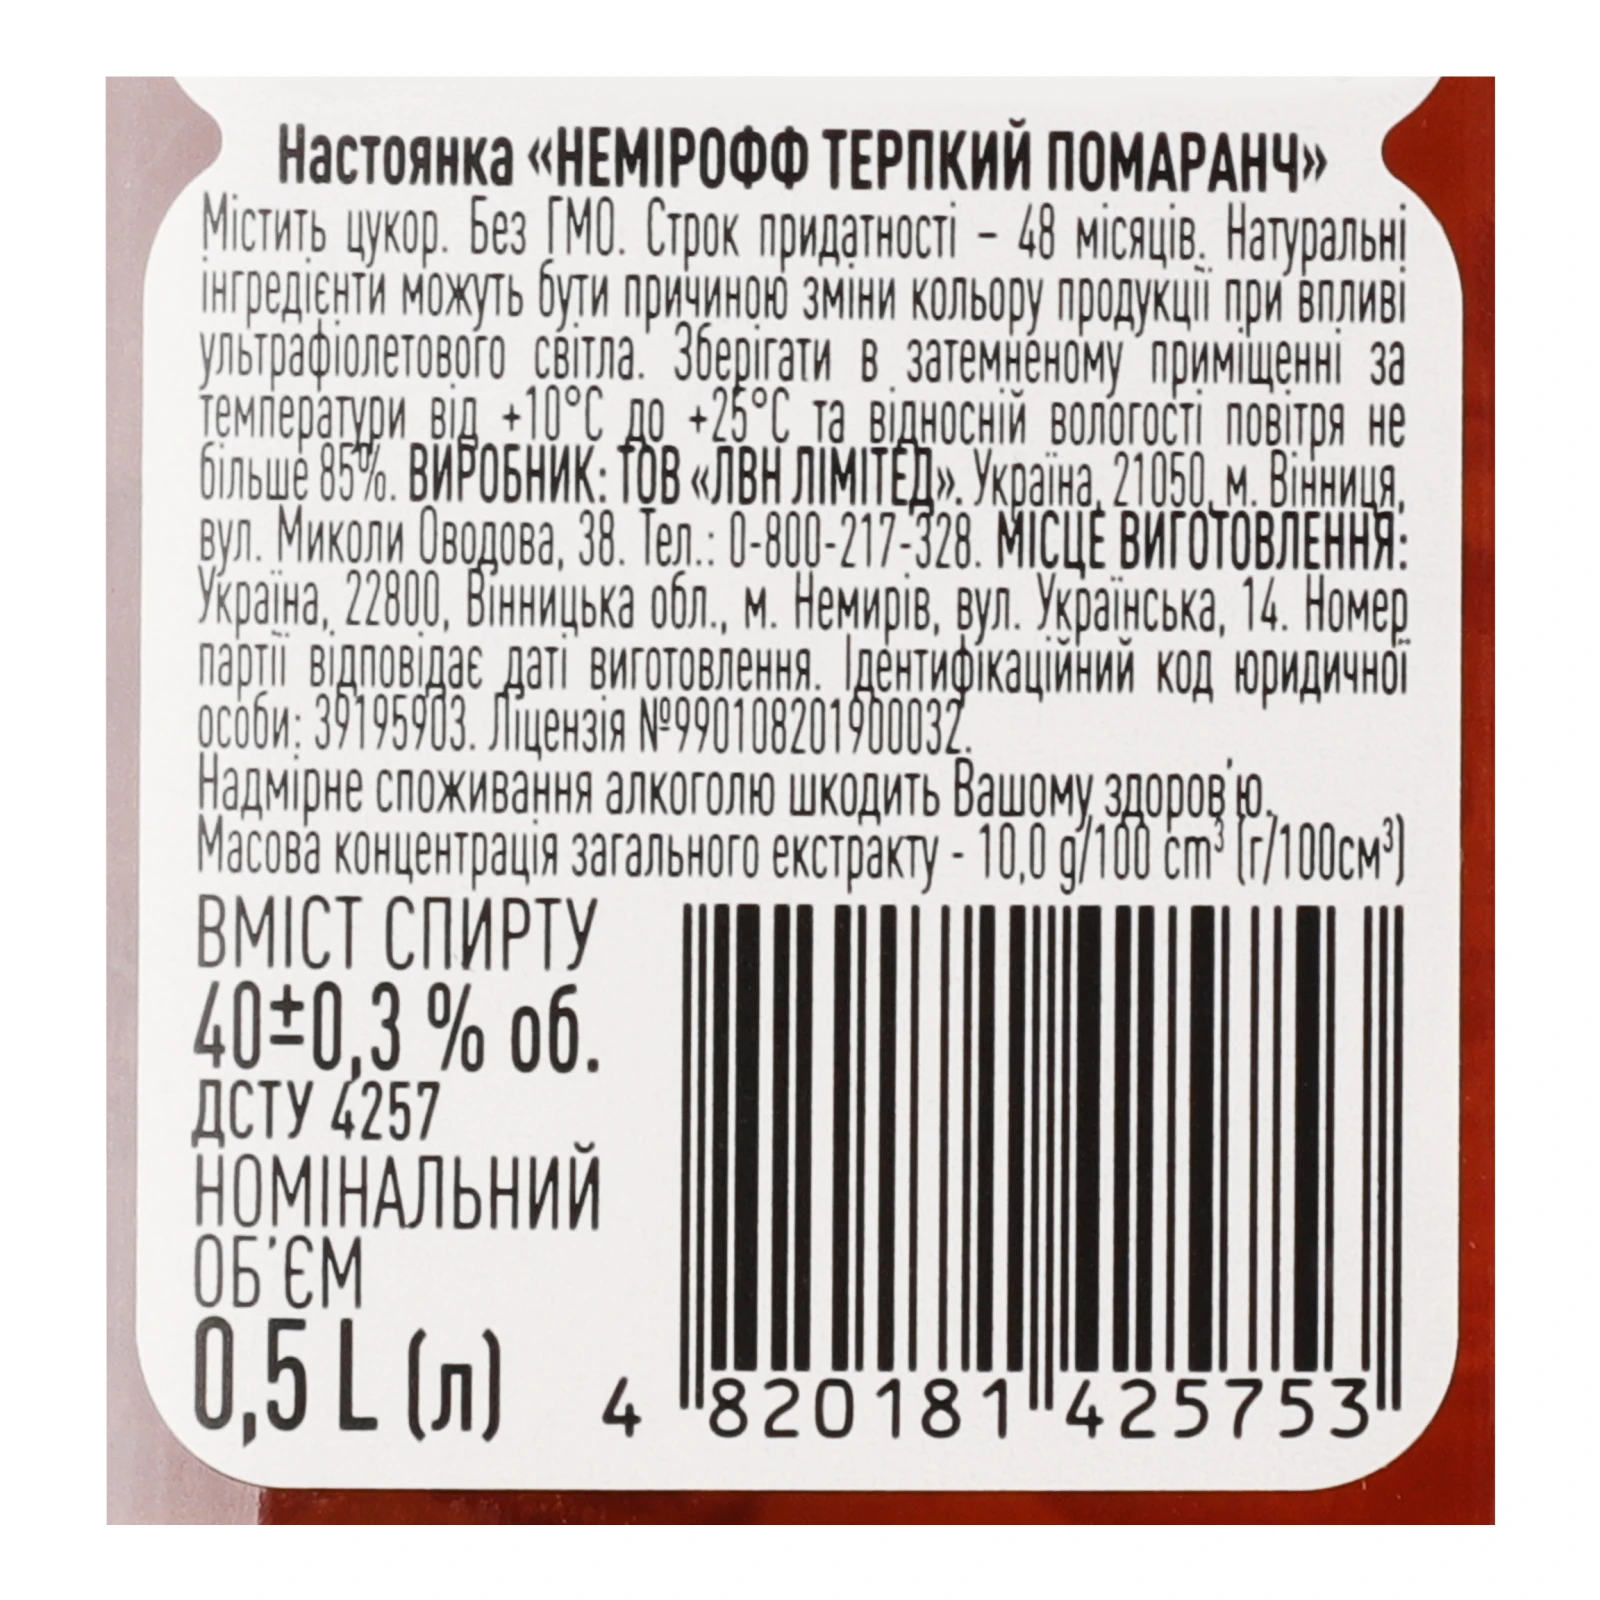 Настоянка «НЕМІРОФФ ТЕРПКИЙ ПОМАРАНЧ»
Містить цукор. Без ГМО. Строк придатності – 48 місяців. Натуральні
інгредієнти можуть бути причиною зміни кольору продукції при впливі
ультрафіолетового світла. Зберігати в затемненому приміщенні за
температури від +10°C до +25°C та відносній вологості повітря не
більше 85%. ВИРОБНИК: ТОВ «ЛВН ЛІМІТЕД». Україна, 21050, м. Вінниця,
вул. Миколи Оводова, 38. Тел.: 0-800-217-328. МІСЦЕ ВИГОТОВЛЕННЯ:
Україна, 22800, Вінницька обл., м. Немирів, вул. Українська, 14. Номер
партії відповідає даті виготовлення. Ідентифікаційний код юридичної
особи: 39195903. Ліцензія №990108201900032.
Надмірне споживання алкоголю шкодить Вашому здоров'ю.
Масова концентрація загального екстракту - 10,0 g/100 cm³ (г/100см³)
ВМІСТ СПИРТУ
40±0,3 % об.
ДСТУ 4257
НОМІНАЛЬНИЙ
ОБ'ЄМ
0,5 L (л)
4 820181 425753